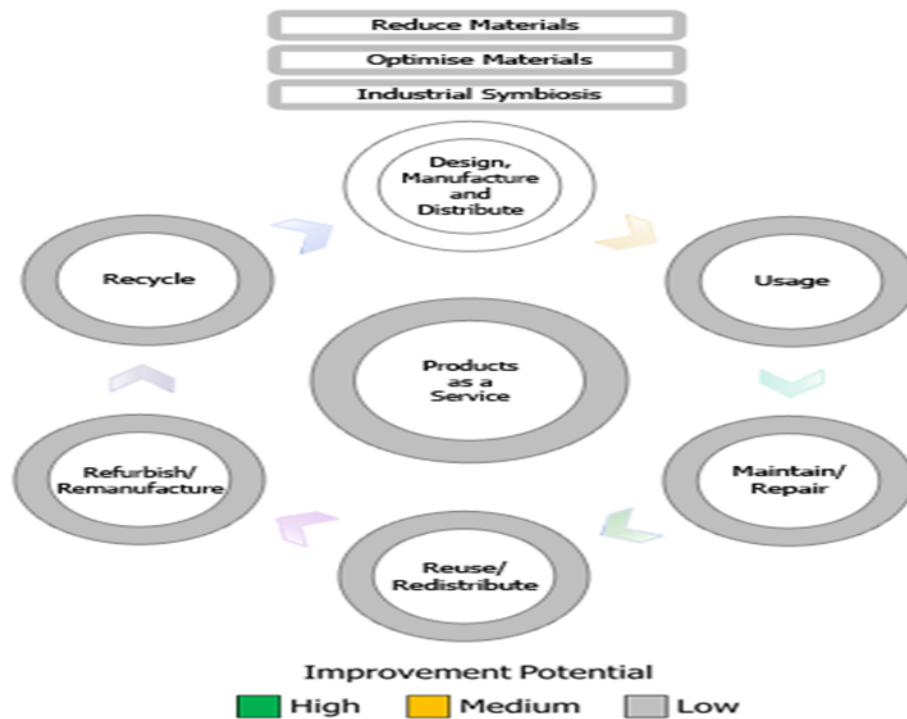 Reduce Materials
Optimise Materials
Industrial Symbiosis
Design,
Manufacture
and
Distribute
Recycle
Usage
Products
as a
Service
Refurbish/
Remanufacture
Maintain/
Repair
Reuse/
Redistribute
Improvement Potential
High Medium Low